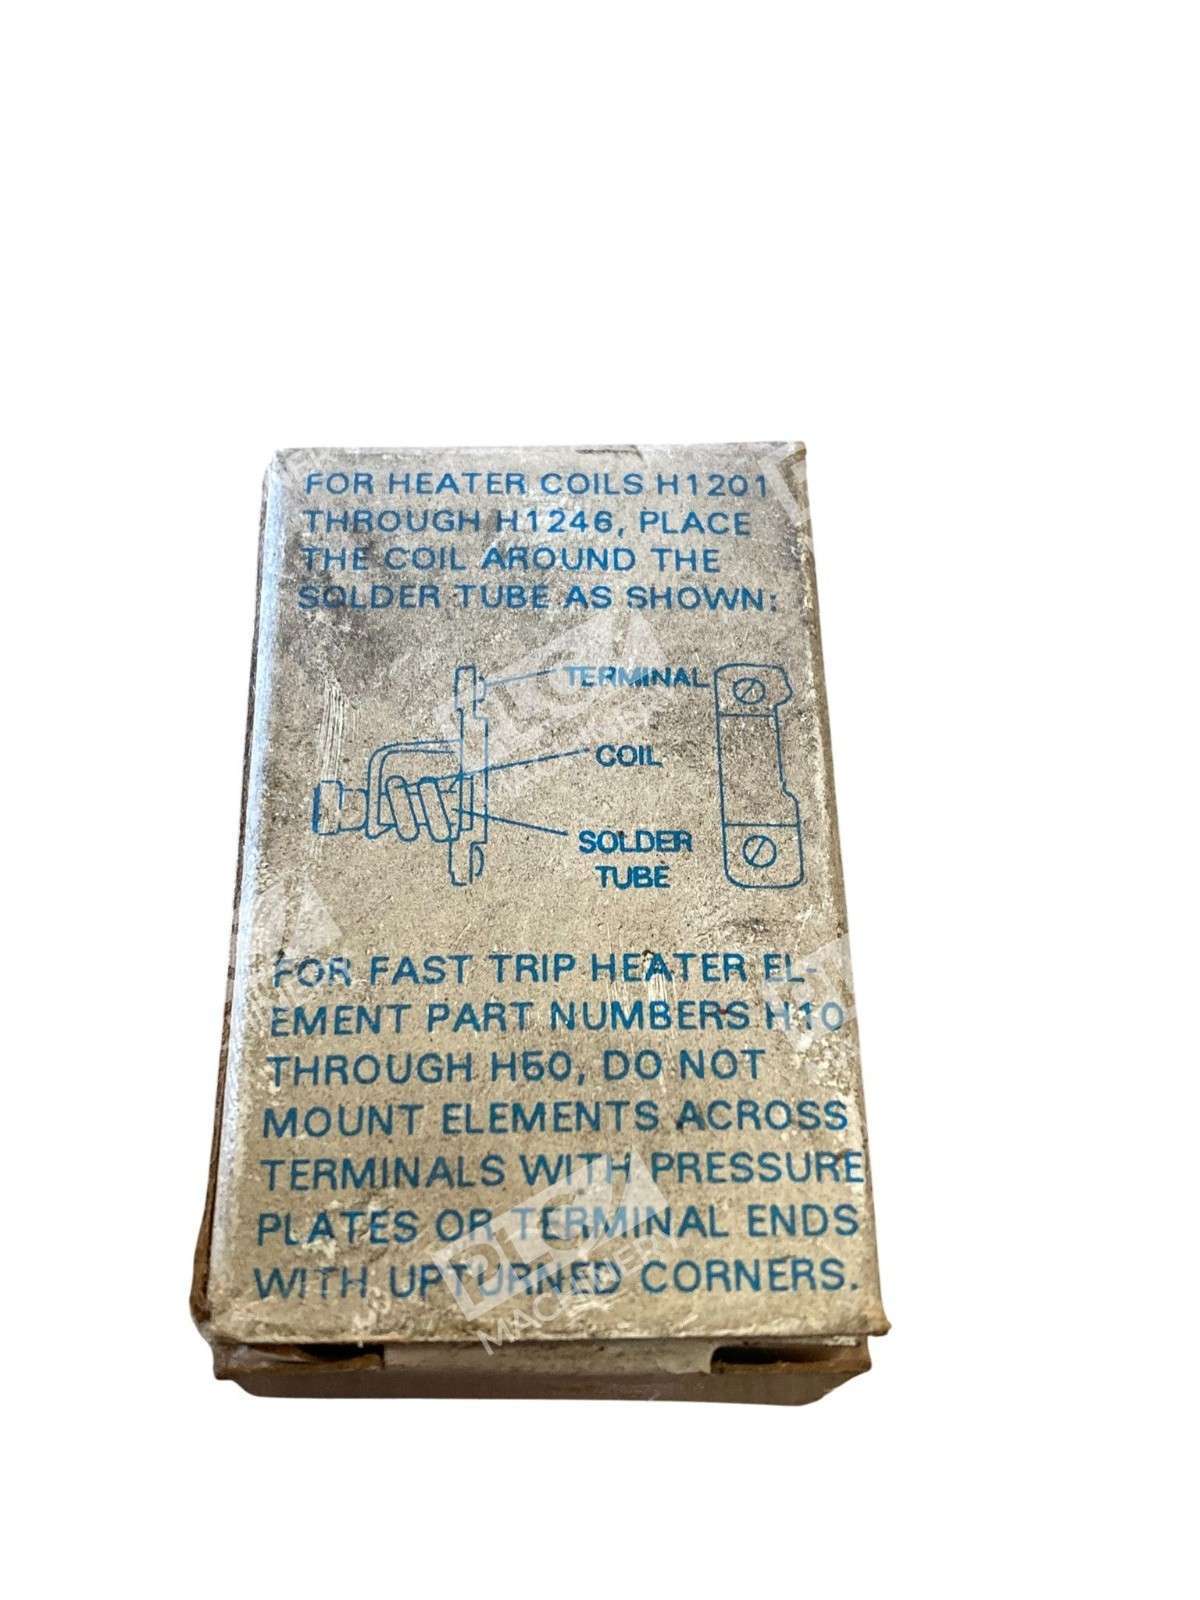 FOR HEATER COILS H1201
THROUGH H1246, PLACE
THE COIL AROUND THE
SOLDER TUBE AS SHOWN:
TERMINAL
COIL
SOLDER
TUBE
FOR FAST TRIP HEATER EL-
EMENT PART NUMBERS H10
THROUGH H50, DO NOT
MOUNT ELEMENTS ACROSS
TERMINALS WITH PRESSURE
PLATES OR TERMINAL ENDS
WITH UPTURNED CORNERS.
DLC
MACHINERY